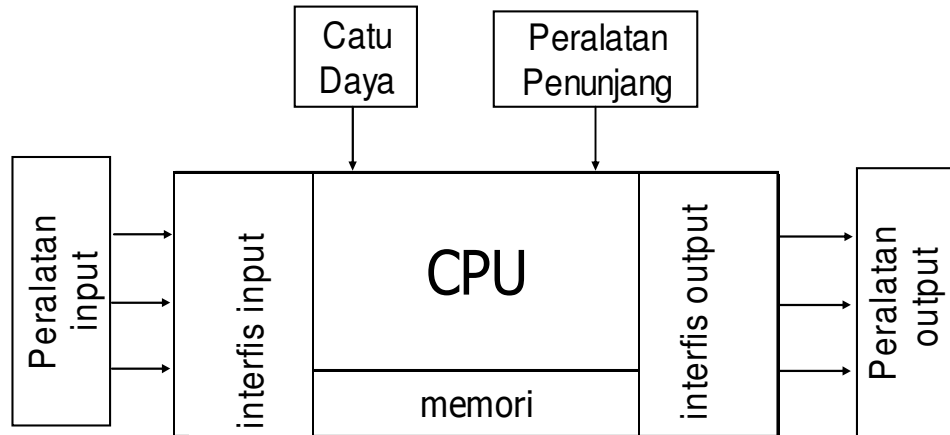 Catu
Daya
Peralatan
Penunjang
Peralatan
input
interfis input
CPU
memori
interfis output
Peralatan
output